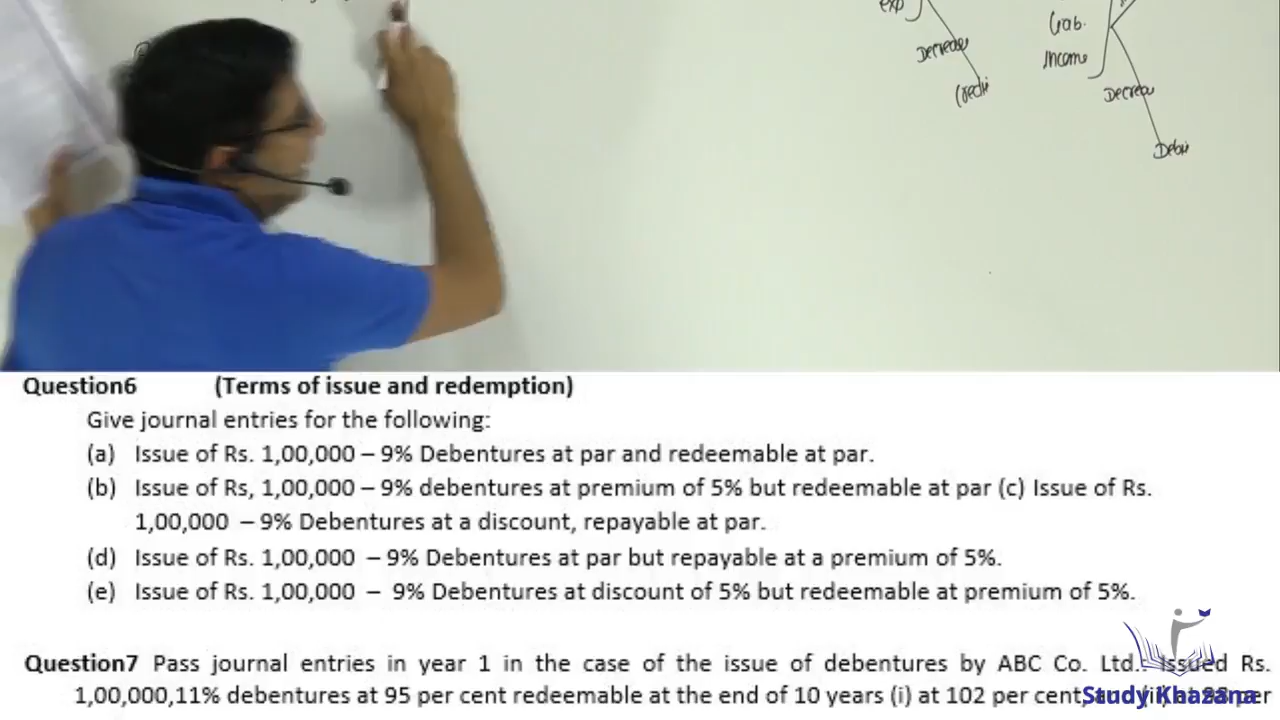 exp
Decrease
Credi
Liab.
Income
Decrea
Debi
Question6 (Terms of issue and redemption)
Give journal entries for the following:
(a) Issue of Rs. 1,00,000 – 9% Debentures at par and redeemable at par.
(b) Issue of Rs, 1,00,000 – 9% debentures at premium of 5% but redeemable at par (c) Issue of Rs.
1,00,000 – 9% Debentures at a discount, repayable at par.
(d) Issue of Rs. 1,00,000 – 9% Debentures at par but repayable at a premium of 5%.
(e) Issue of Rs. 1,00,000 – 9% Debentures at discount of 5% but redeemable at premium of 5%.
Question7 Pass journal entries in year 1 in the case of the issue of debentures by ABC Co. Ltd.: Issued Rs.
1,00,000,11% debentures at 95 per cent redeemable at the end of 10 years (i) at 102 per cent, per
Study Khazana